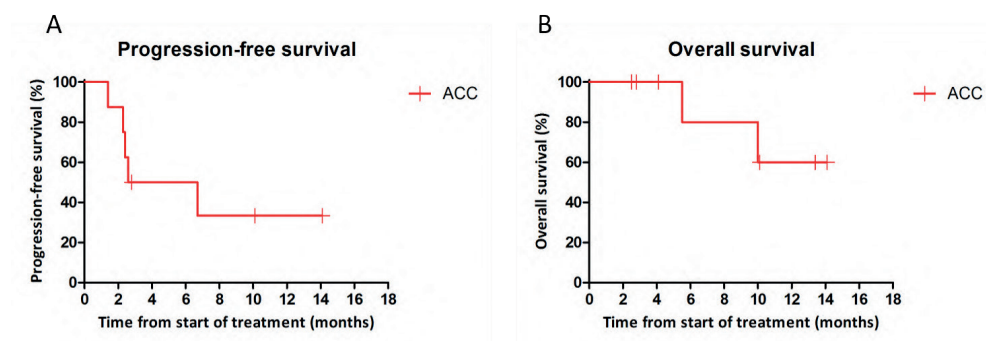 A
Progression-free survival
Progression-free survival (%)
100
80
60
40
20
0
0 2 4 6 8 10 12 14 16 18
Time from start of treatment (months)
ACC
B
Overall survival
Overall survival (%)
100
80
60
40
20
0
0 2 4 6 8 10 12 14 16 18
Time from start of treatment (months)
ACC